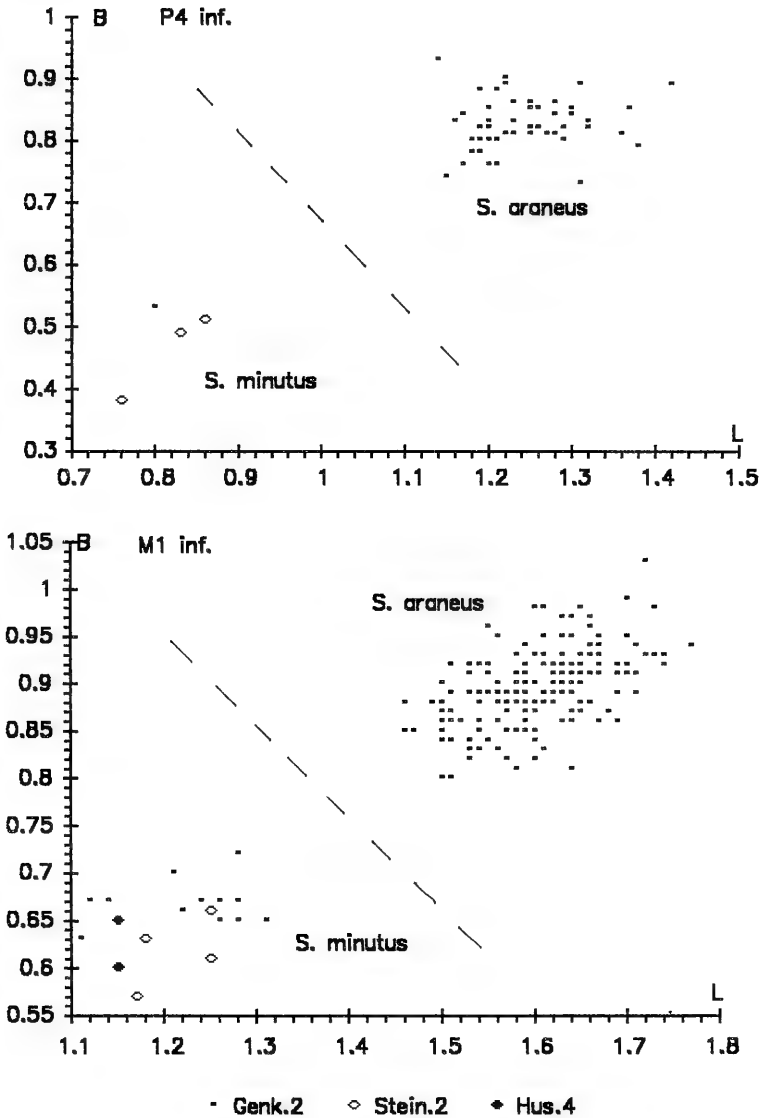 1 B P4 inf.
0.9
0.8
0.7
S. araneus
0.6
0.5
S. minutus
0.4
0.3
L
0.7 0.8 0.9 1 1.1 1.2 1.3 1.4 1.5
1.05 B M1 inf.
1
S. araneus
0.95
0.9
0.85
0.8
0.75
0.7
0.65
S. minutus
0.6
0.55
L
1.1 1.2 1.3 1.4 1.5 1.6 1.7 1.8
Genk.2 Stein.2 Hus.4